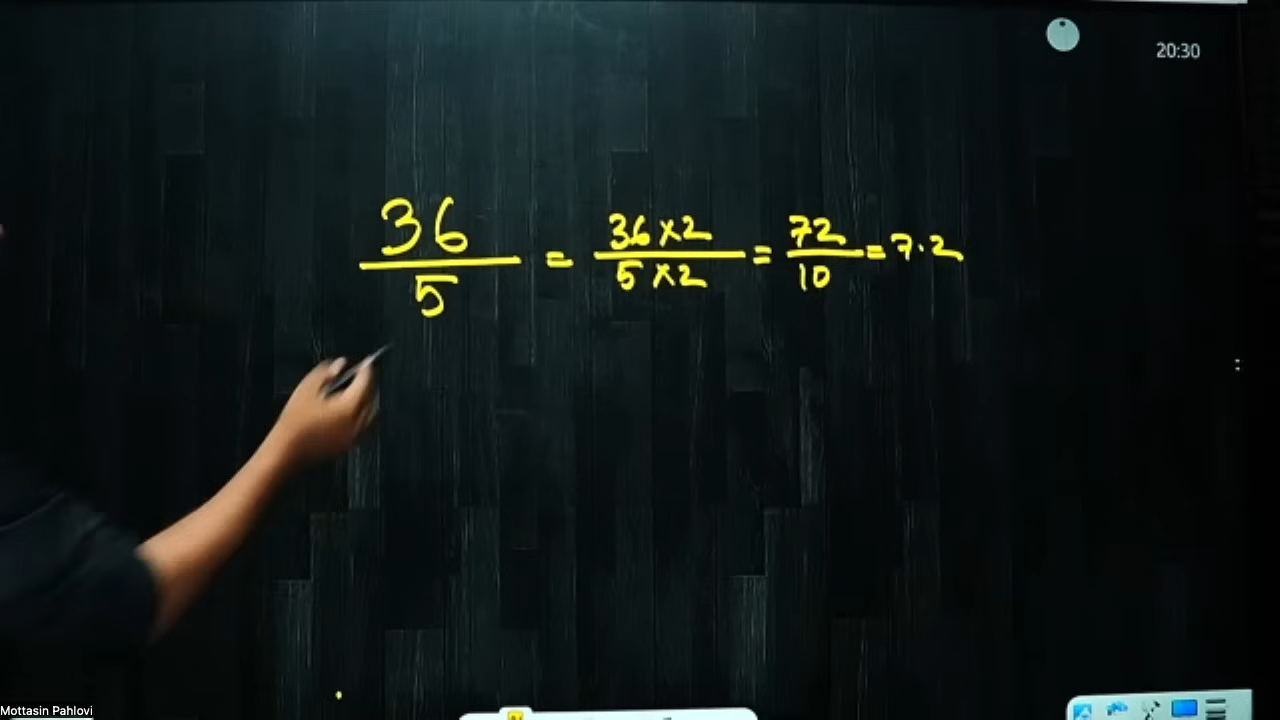 20:30
36/5 = 36×2/5×2 = 72/10 = 7.2
Mottasin Pahlovi